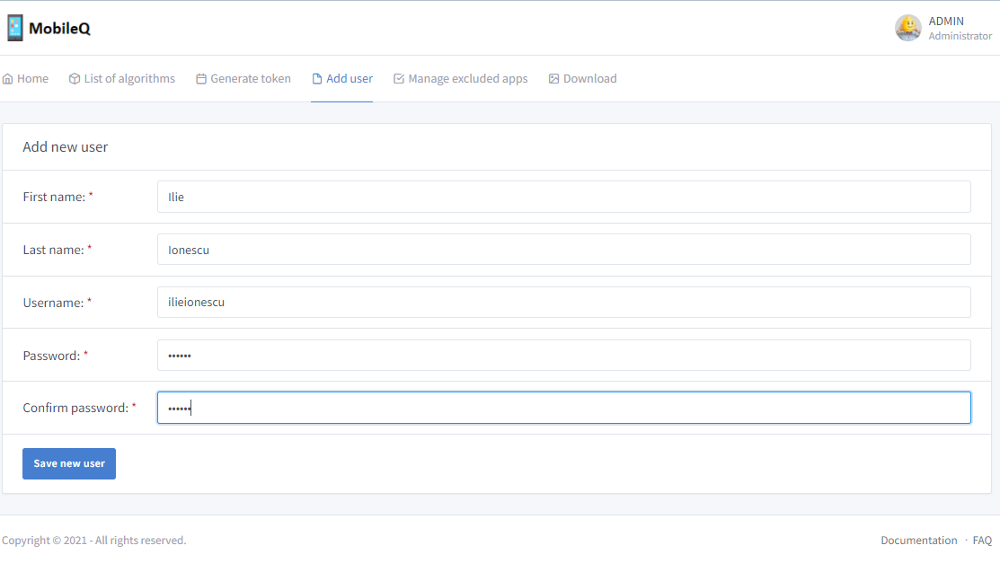 MobileQ
ADMIN
Administrator
Home List of algorithms Generate token Add user Manage excluded apps Download
Add new user
First name: * Ilie
Last name: * Ionescu
Username: * ilieionescu
Password: * ••••••
Confirm password: * ••••••
Save new user
Copyright © 2021 - All rights reserved. Documentation · FAQ